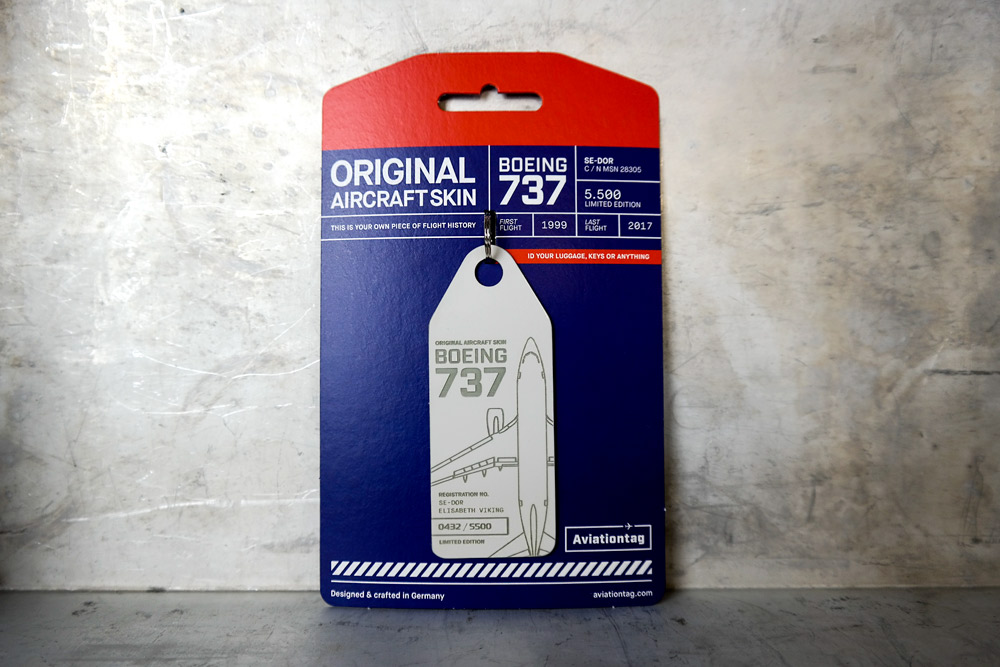 ORIGINAL
AIRCRAFT SKIN
THIS IS YOUR OWN PIECE OF FLIGHT HISTORY
BOEING
737
SE-DOR
C / N MSN 28305
5.500
LIMITED EDITION
FIRST
FLIGHT
1999
LAST
FLIGHT
2017
ID YOUR LUGGAGE, KEYS OR ANYTHING
ORIGINAL AIRCRAFT SKIN
BOEING
737
REGISTRATION NO.
SE-DOR
ELISABETH VIKING
0432 / 5500
LIMITED EDITION
Aviationtag
Designed & crafted in Germany
aviationtag.com